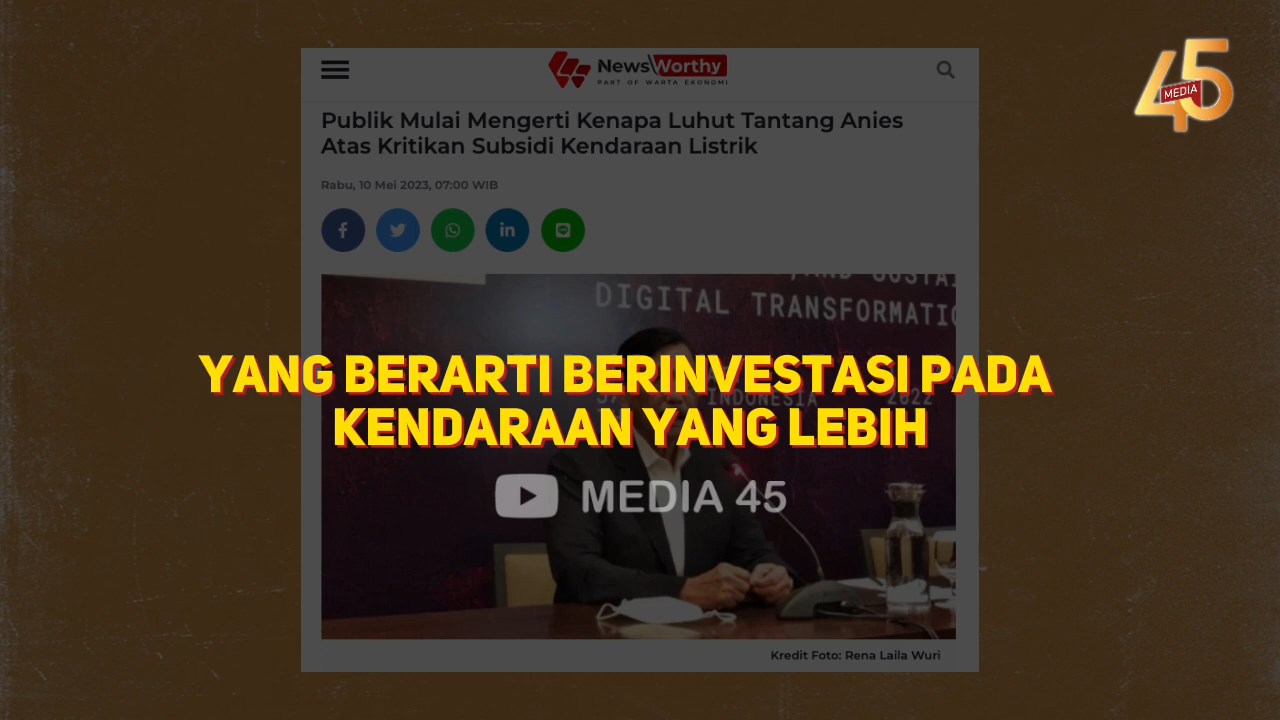 NewsWorthy
PART OF WARTA EKONOMI
45
MEDIA
Publik Mulai Mengerti Kenapa Luhut Tantang Anies
Atas Kritikan Subsidi Kendaraan Listrik
Rabu, 10 Mei 2023, 07:00 WIB
DIGITAL TRANSFORMATIO
YANG BERARTI BERINVESTASI PADA
INDONESIA 2022
KENDARAAN YANG LEBIH
MEDIA 45
Kredit Foto: Rena Laila Wuri